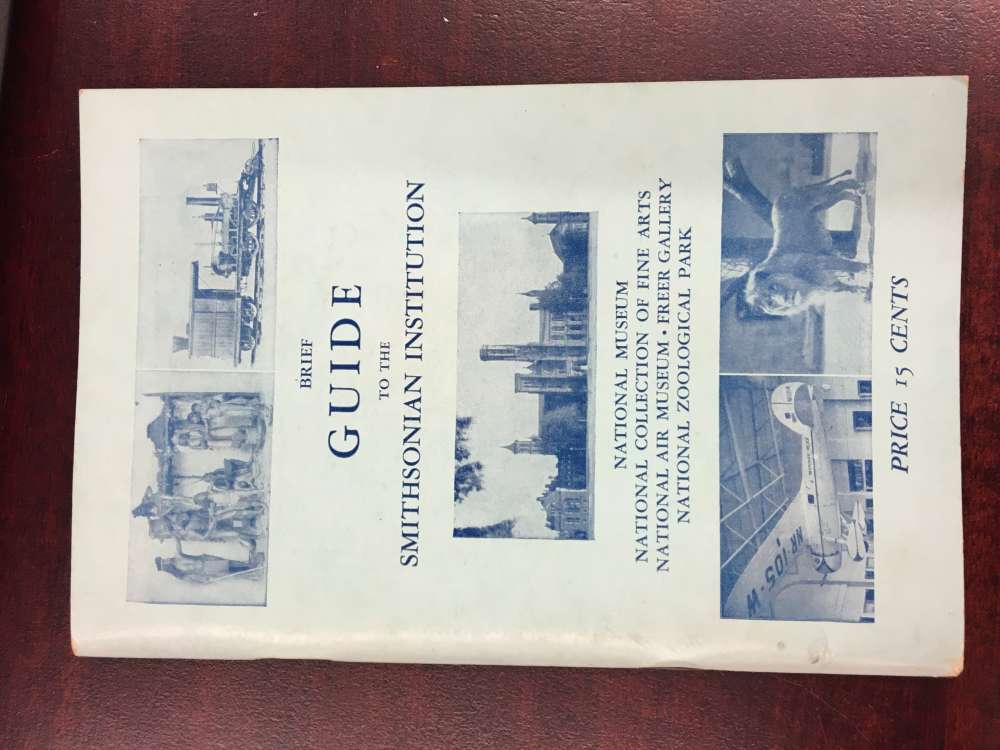 BRIEF
GUIDE
TO THE
SMITHSONIAN INSTITUTION
NATIONAL MUSEUM
NATIONAL COLLECTION OF FINE ARTS
NATIONAL AIR MUSEUM • FREER GALLERY
NATIONAL ZOOLOGICAL PARK
NR-105-W
PRICE 15 CENTS